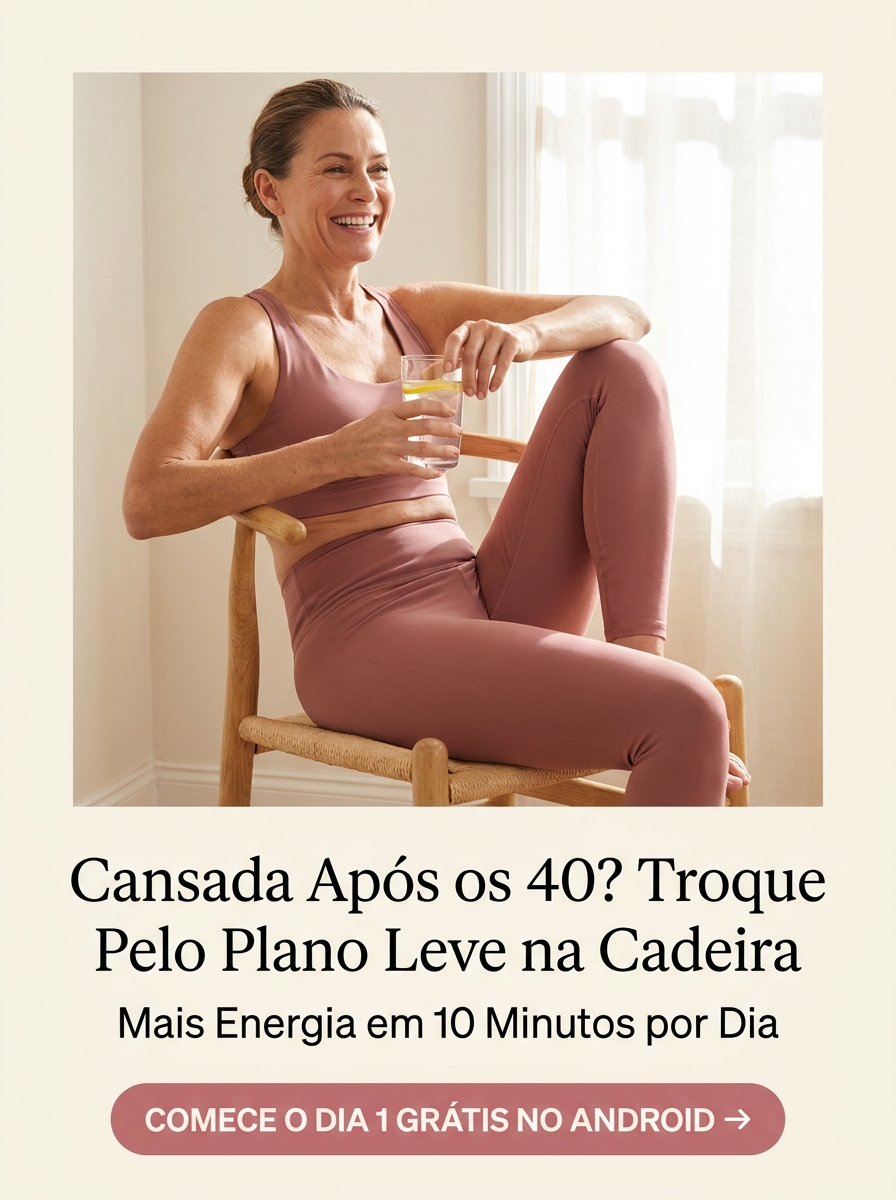 Cansada Após os 40? Troque
Pelo Plano Leve na Cadeira
Mais Energia em 10 Minutos por Dia
COMECE O DIA 1 GRÁTIS NO ANDROID →